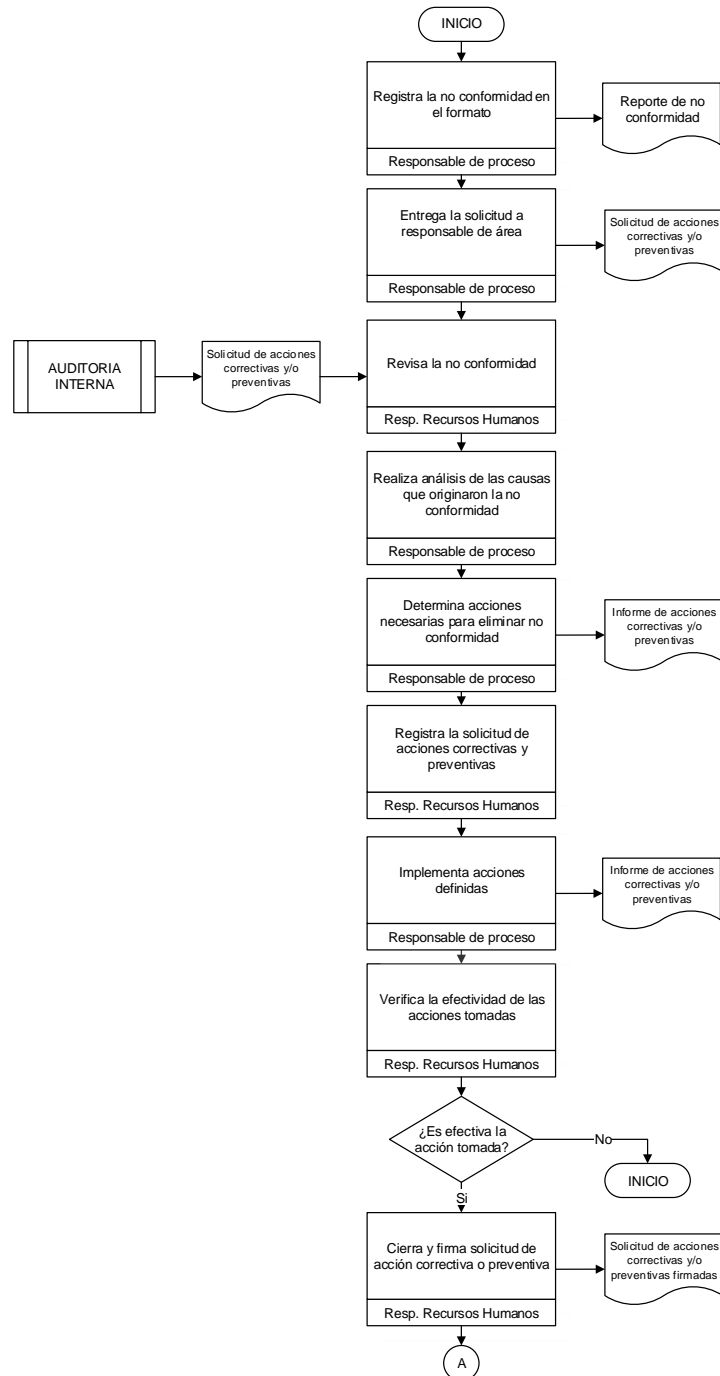 INICIO
Registra la no conformidad en
el formato
Responsable de proceso
Reporte de no
conformidad
Entrega la solicitud a
responsable de área
Responsable de proceso
Solicitud de acciones
correctivas y/o
preventivas
AUDITORIA
INTERNA
Solicitud de acciones
correctivas y/o
preventivas
Revisa la no conformidad
Resp. Recursos Humanos
Realiza análisis de las causas
que originaron la no
conformidad
Responsable de proceso
Determina acciones
necesarias para eliminar no
conformidad
Responsable de proceso
Informe de acciones
correctivas y/o
preventivas
Registra la solicitud de
acciones correctivas y
preventivas
Resp. Recursos Humanos
Implementa acciones
definidas
Responsable de proceso
Informe de acciones
correctivas y/o
preventivas
Verifica la efectividad de las
acciones tomadas
Resp. Recursos Humanos
¿Es efectiva la
acción tomada?
No
INICIO
Si
Cierra y firma solicitud de
acción correctiva o preventiva
Resp. Recursos Humanos
Solicitud de acciones
correctivas y/o
preventivas firmadas
A